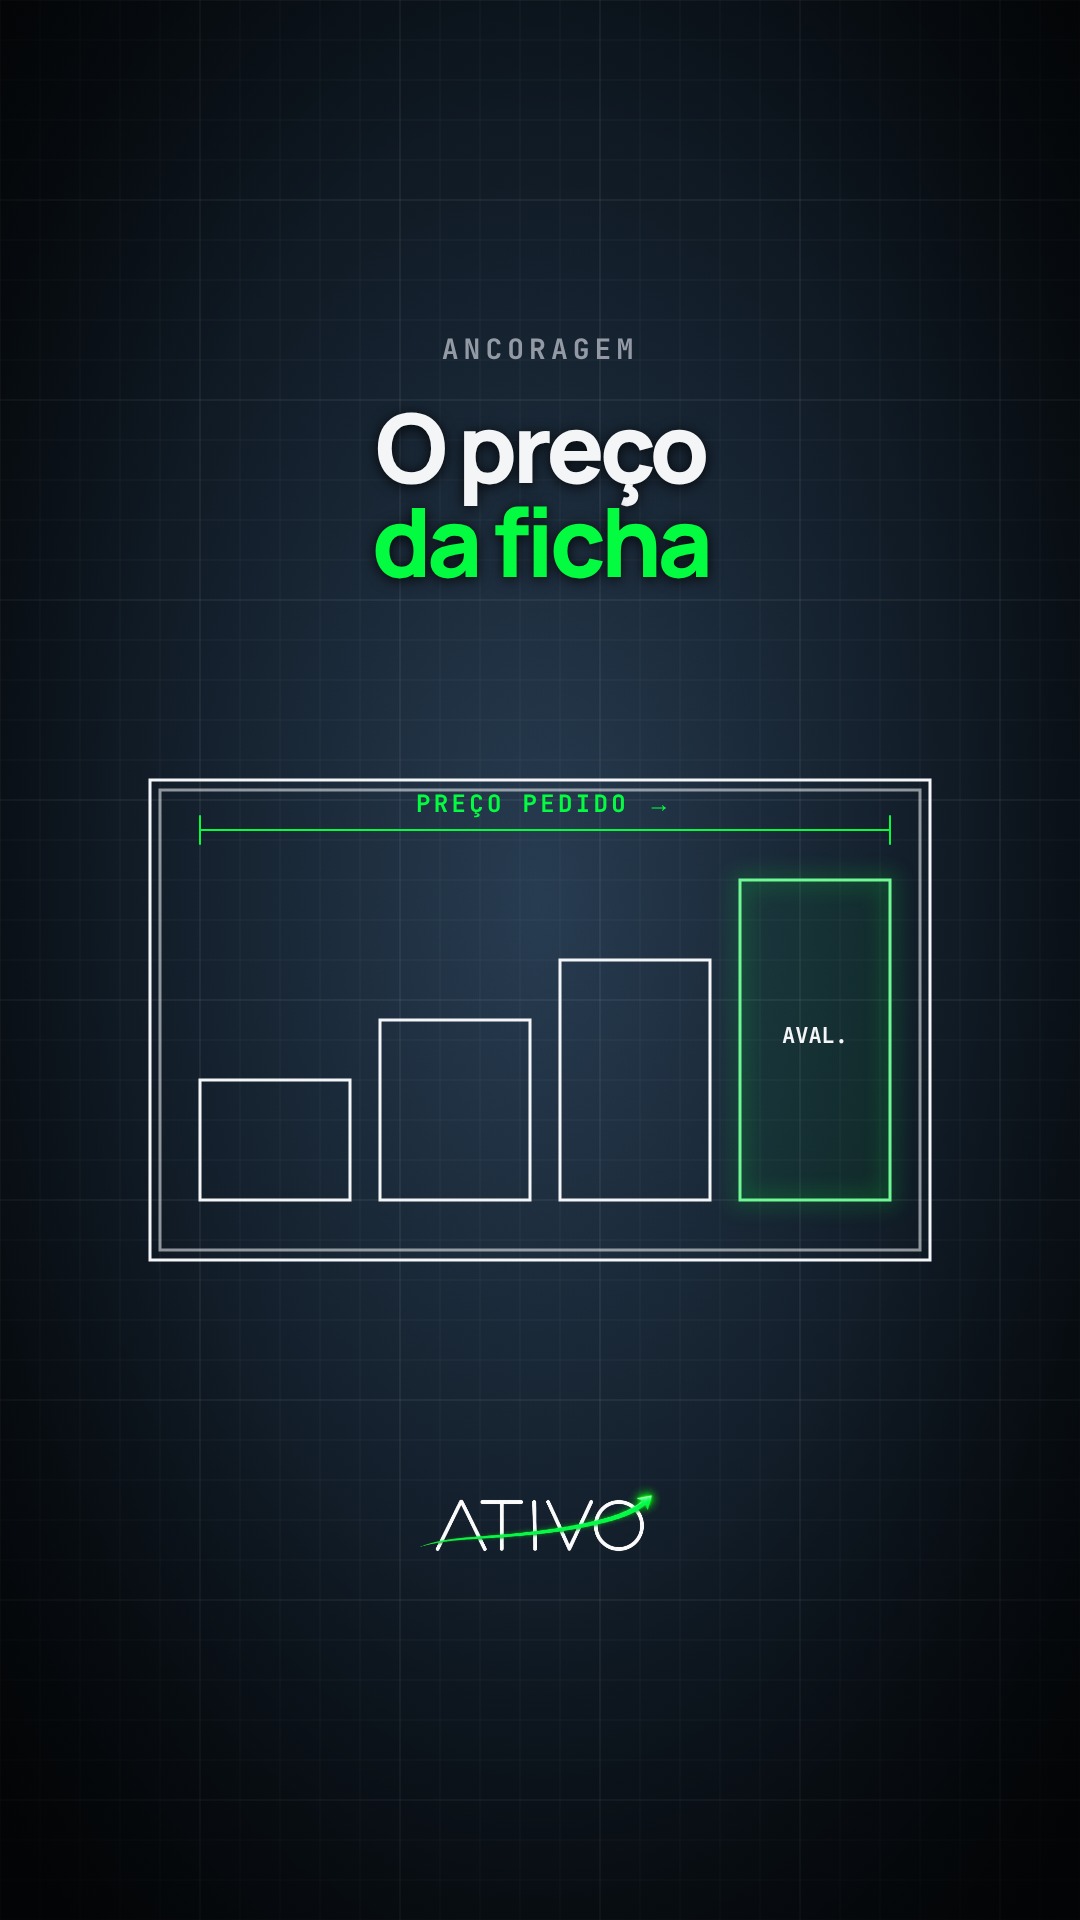 ANCORAGEM
O preço
da ficha
PREÇO PEDIDO →
AVAL.
ATIVO